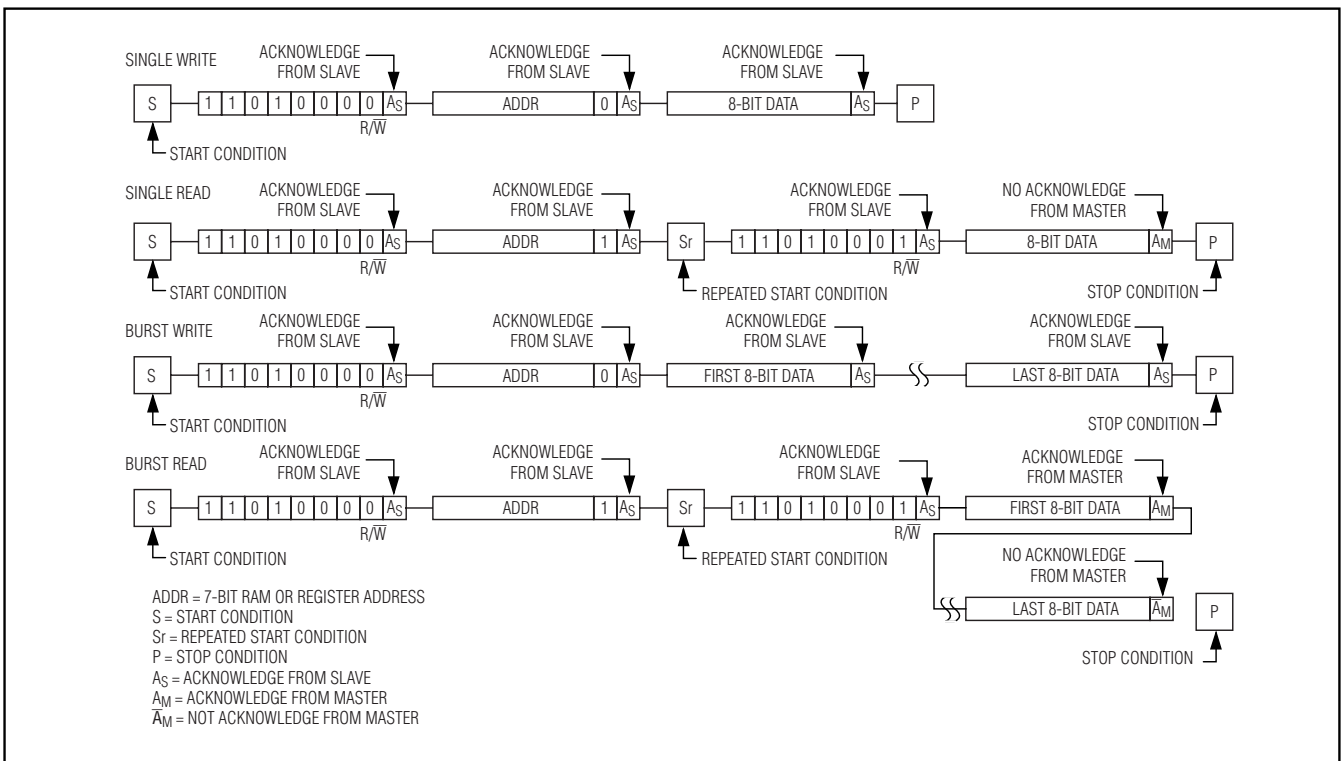 SINGLE WRITE
ACKNOWLEDGE FROM SLAVE
ACKNOWLEDGE FROM SLAVE
ACKNOWLEDGE FROM SLAVE
S 1 1 0 1 0 0 0 0 AS ADDR 0 AS 8-BIT DATA AS P
R/W̅
START CONDITION
SINGLE READ
ACKNOWLEDGE FROM SLAVE
ACKNOWLEDGE FROM SLAVE
ACKNOWLEDGE FROM SLAVE
NO ACKNOWLEDGE FROM MASTER
S 1 1 0 1 0 0 0 0 AS ADDR 1 AS Sr 1 1 0 1 0 0 0 1 AS 8-BIT DATA AM P
R/W̅ R/W̅
START CONDITION REPEATED START CONDITION STOP CONDITION
BURST WRITE
ACKNOWLEDGE FROM SLAVE
ACKNOWLEDGE FROM SLAVE
ACKNOWLEDGE FROM SLAVE
ACKNOWLEDGE FROM SLAVE
S 1 1 0 1 0 0 0 0 AS ADDR 0 AS FIRST 8-BIT DATA AS LAST 8-BIT DATA AS P
R/W̅
START CONDITION STOP CONDITION
BURST READ
ACKNOWLEDGE FROM SLAVE
ACKNOWLEDGE FROM SLAVE
ACKNOWLEDGE FROM SLAVE
ACKNOWLEDGE FROM MASTER
S 1 1 0 1 0 0 0 0 AS ADDR 1 AS Sr 1 1 0 1 0 0 0 1 AS FIRST 8-BIT DATA AM
R/W̅ R/W̅
START CONDITION REPEATED START CONDITION
NO ACKNOWLEDGE FROM MASTER
LAST 8-BIT DATA A̅M P
STOP CONDITION
ADDR = 7-BIT RAM OR REGISTER ADDRESS
S = START CONDITION
Sr = REPEATED START CONDITION
P = STOP CONDITION
AS = ACKNOWLEDGE FROM SLAVE
AM = ACKNOWLEDGE FROM MASTER
A̅M = NOT ACKNOWLEDGE FROM MASTER